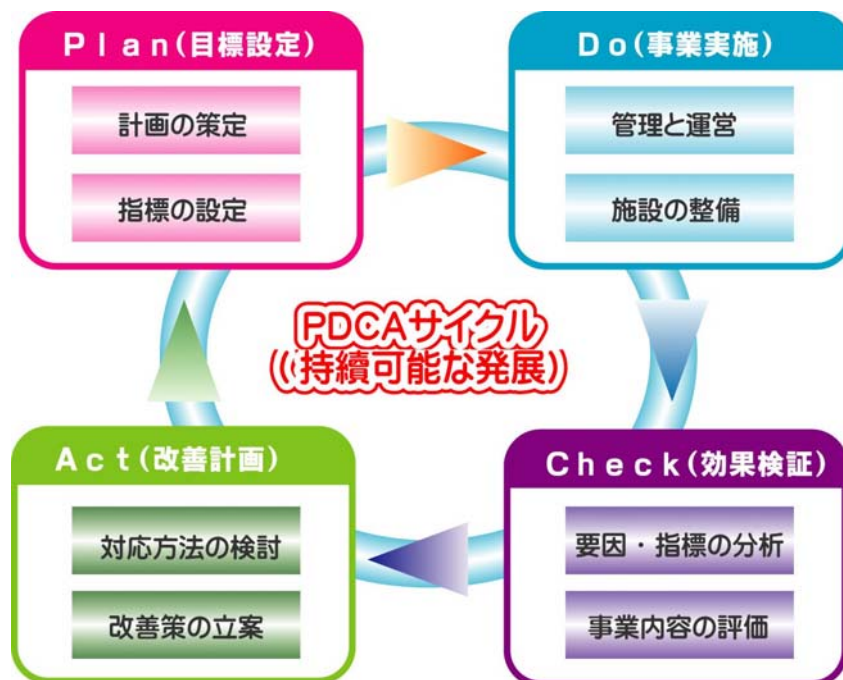 Plan(目標設定)
計画の策定
指標の設定
Do(事業実施)
管理と運営
施設の整備
PDCAサイクル
((持續可能な発展))
Act(改善計画)
対応方法の検討
改善策の立案
Check(効果検証)
要因・指標の分析
事業内容の評価